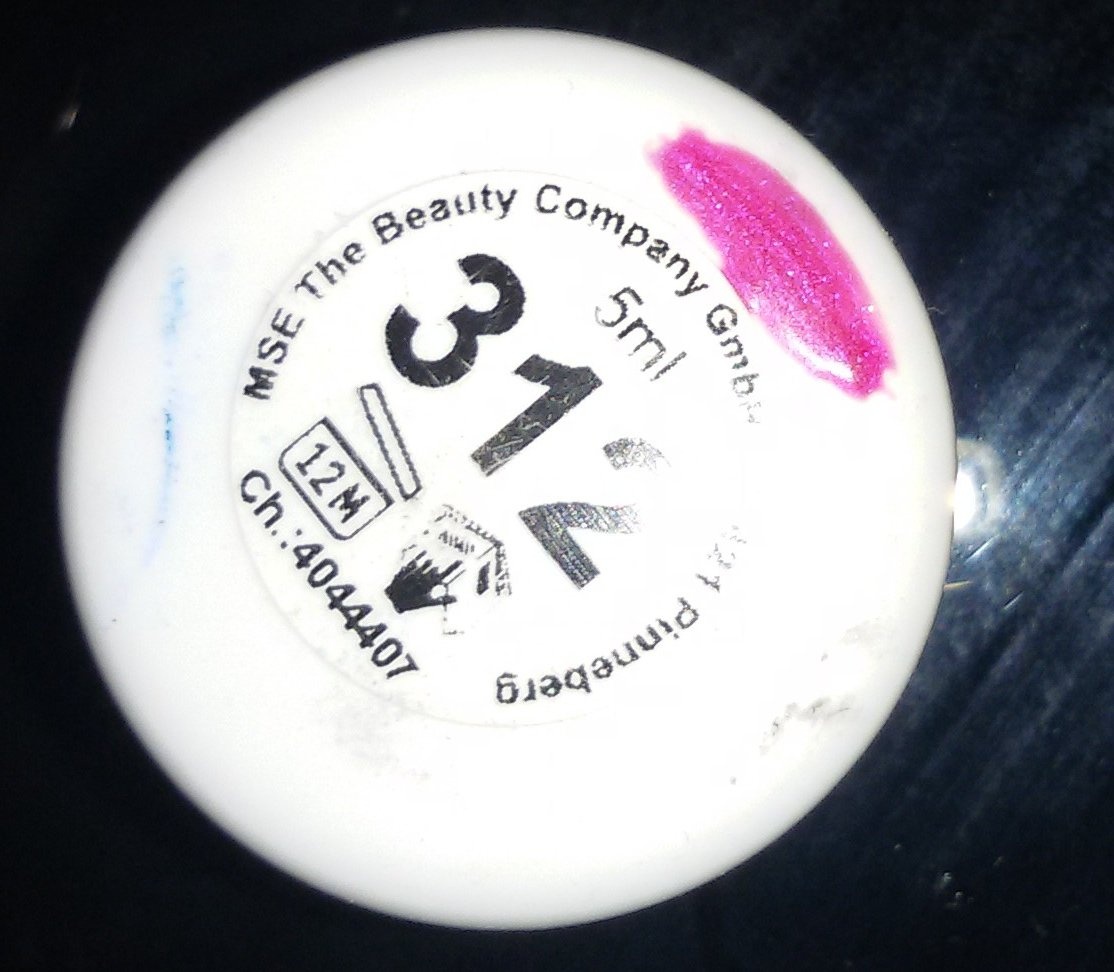 MSE The Beauty Company GmbH
5ml
312
12M
Ch.:4044407
Pinneberg